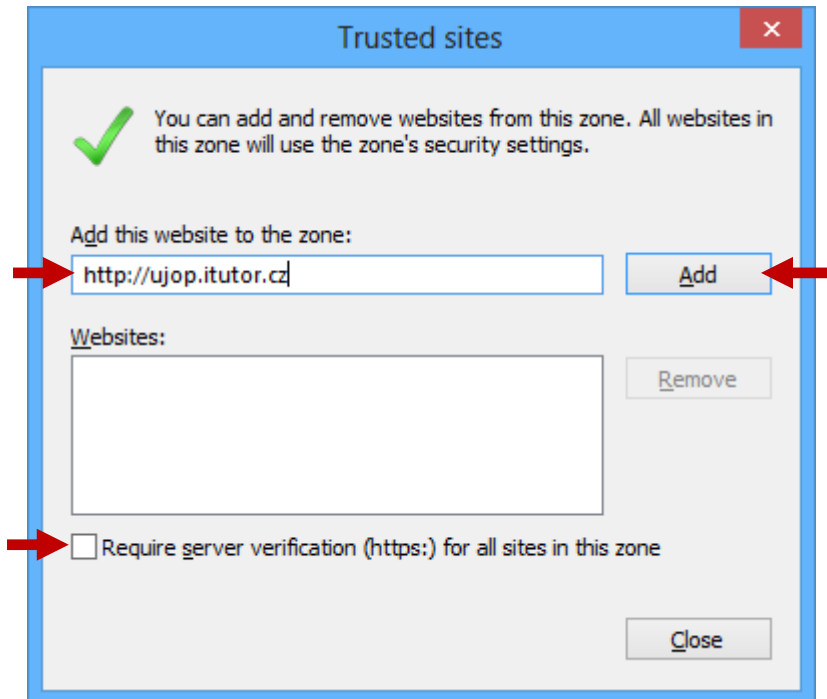 Trusted sites
You can add and remove websites from this zone. All websites in
this zone will use the zone's security settings.
Add this website to the zone:
http://ujop.itutor.cz
Add
Websites:
Remove
Require server verification (https:) for all sites in this zone
Close